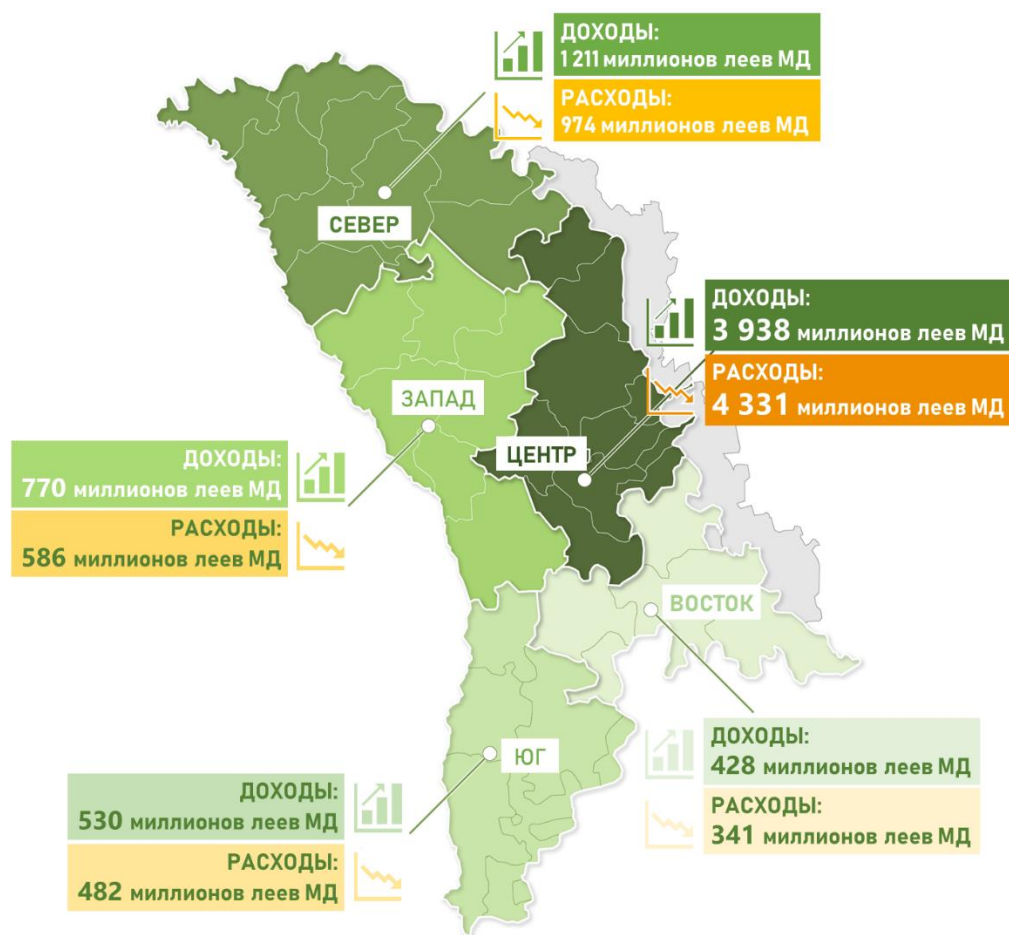 ДОХОДЫ:
1 211 миллионов леев МД
РАСХОДЫ:
974 миллионов леев МД
СЕВЕР
ДОХОДЫ:
3 938 миллионов леев МД
РАСХОДЫ:
4 331 миллионов леев МД
ЗАПАД
ЦЕНТР
ДОХОДЫ:
770 миллионов леев МД
РАСХОДЫ:
586 миллионов леев МД
ВОСТОК
ЮГ
ДОХОДЫ:
428 миллионов леев МД
РАСХОДЫ:
341 миллионов леев МД
ДОХОДЫ:
530 миллионов леев МД
РАСХОДЫ:
482 миллионов леев МД